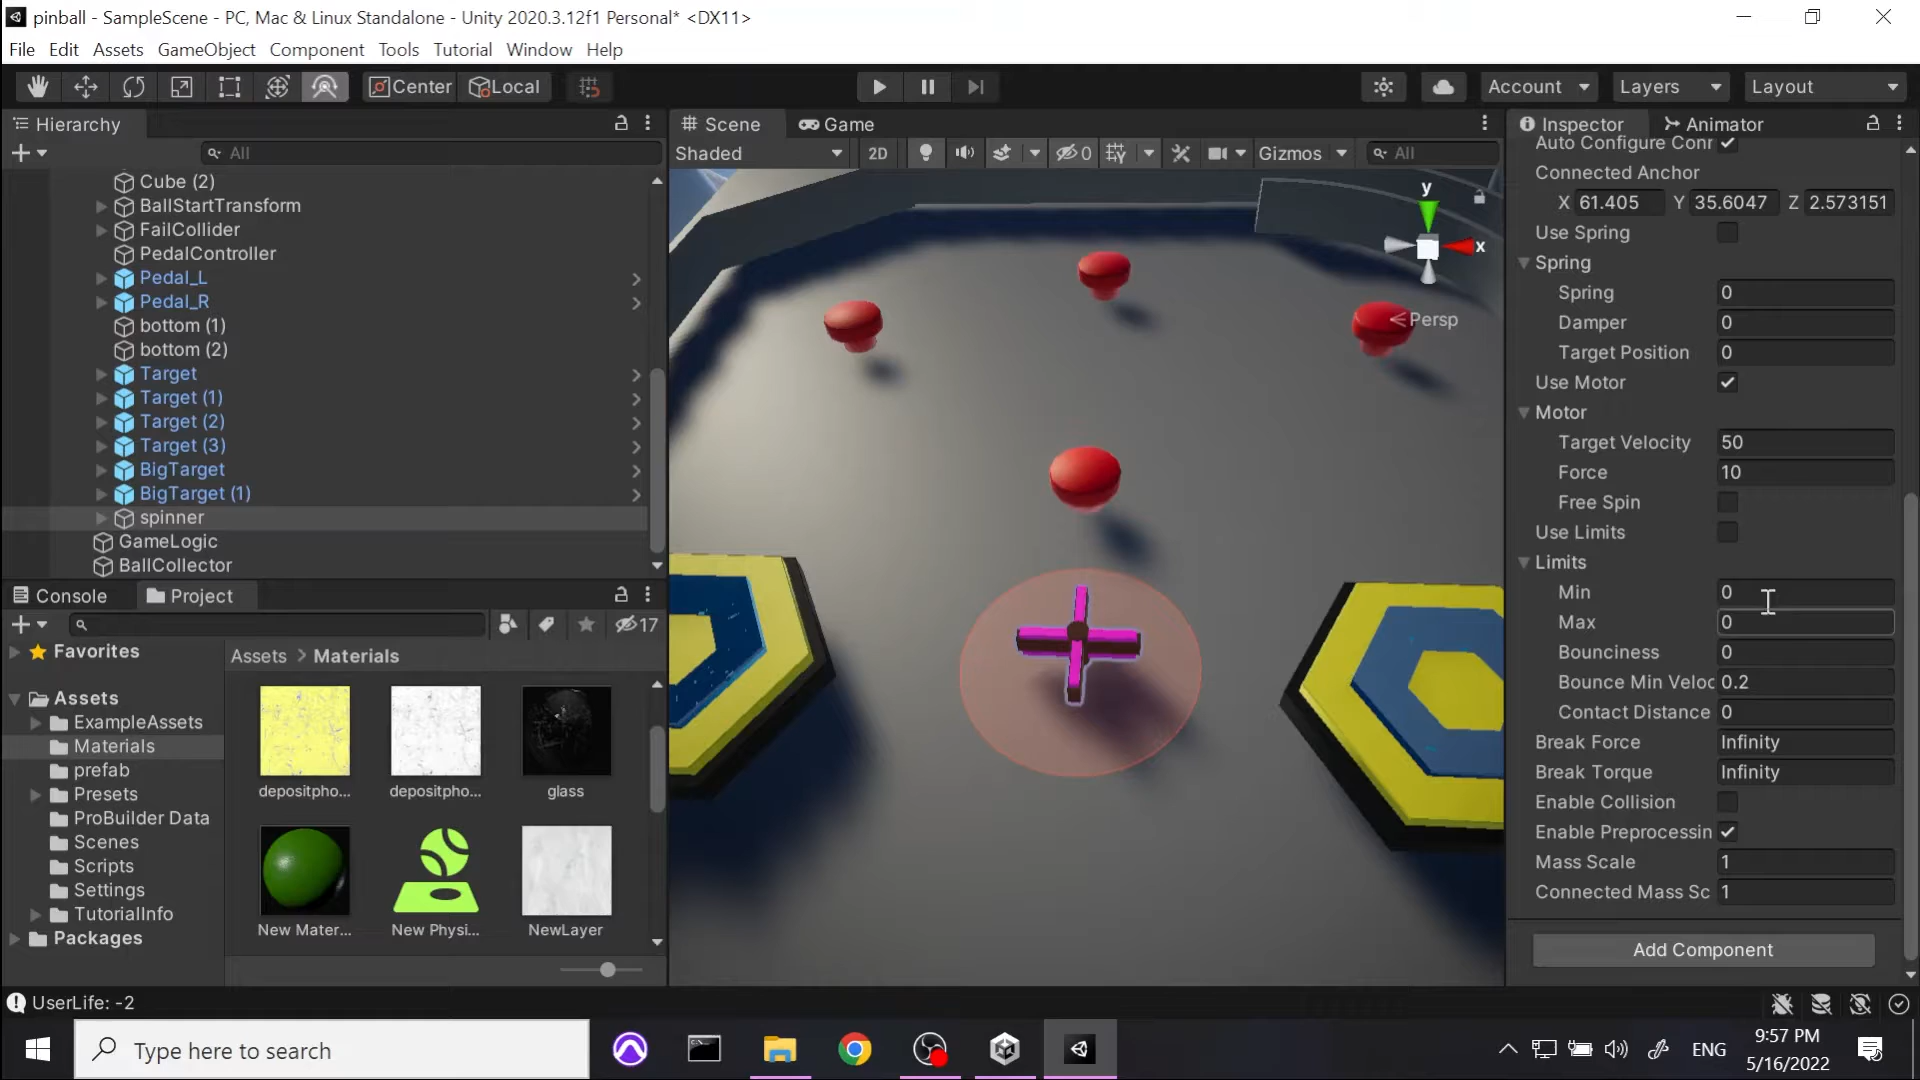 pinball - SampleScene - PC, Mac & Linux Standalone - Unity 2020.3.12f1 Personal* <DX11>
File Edit Assets GameObject Component Tools Tutorial Window Help
Center Local Account Layers Layout
Hierarchy
All
Cube (2)
BallStartTransform
FailCollider
PedalController
Pedal_L
Pedal_R
bottom (1)
bottom (2)
Target
Target (1)
Target (2)
Target (3)
BigTarget
BigTarget (1)
spinner
GameLogic
BallCollector
Console Project
17
Favorites
Assets
ExampleAssets
Materials
prefab
Presets
ProBuilder Data
Scenes
Scripts
Settings
TutorialInfo
Packages
Assets > Materials
depositpho... depositpho... glass
New Mater... New Physi... NewLayer
Scene Game
Shaded 2D 0 Gizmos All
y
x
Persp
Inspector Animator
Auto Configure Conr
Connected Anchor
X 61.405 Y 35.6047 Z 2.573151
Use Spring
Spring
Spring 0
Damper 0
Target Position 0
Use Motor
Motor
Target Velocity 50
Force 10
Free Spin
Use Limits
Limits
Min 0
Max 0
Bounciness 0
Bounce Min Veloc 0.2
Contact Distance 0
Break Force Infinity
Break Torque Infinity
Enable Collision
Enable Preprocessin
Mass Scale 1
Connected Mass Sc 1
Add Component
UserLife: -2
Type here to search
ENG
9:57 PM
5/16/2022